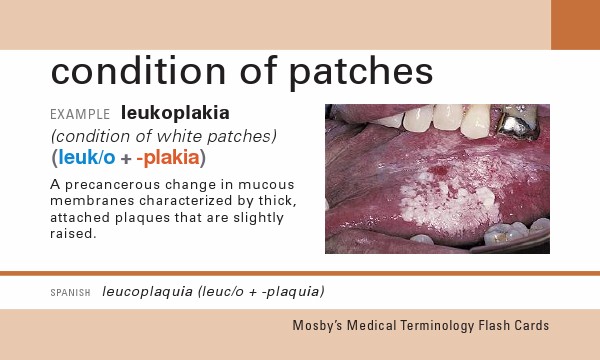 condition of patches
EXAMPLE leukoplakia
(condition of white patches)
(leuk/o + -plakia)
A precancerous change in mucous
membranes characterized by thick,
attached plaques that are slightly
raised.
SPANISH leucoplaquia (leuc/o + -plaquia)
Mosby's Medical Terminology Flash Cards